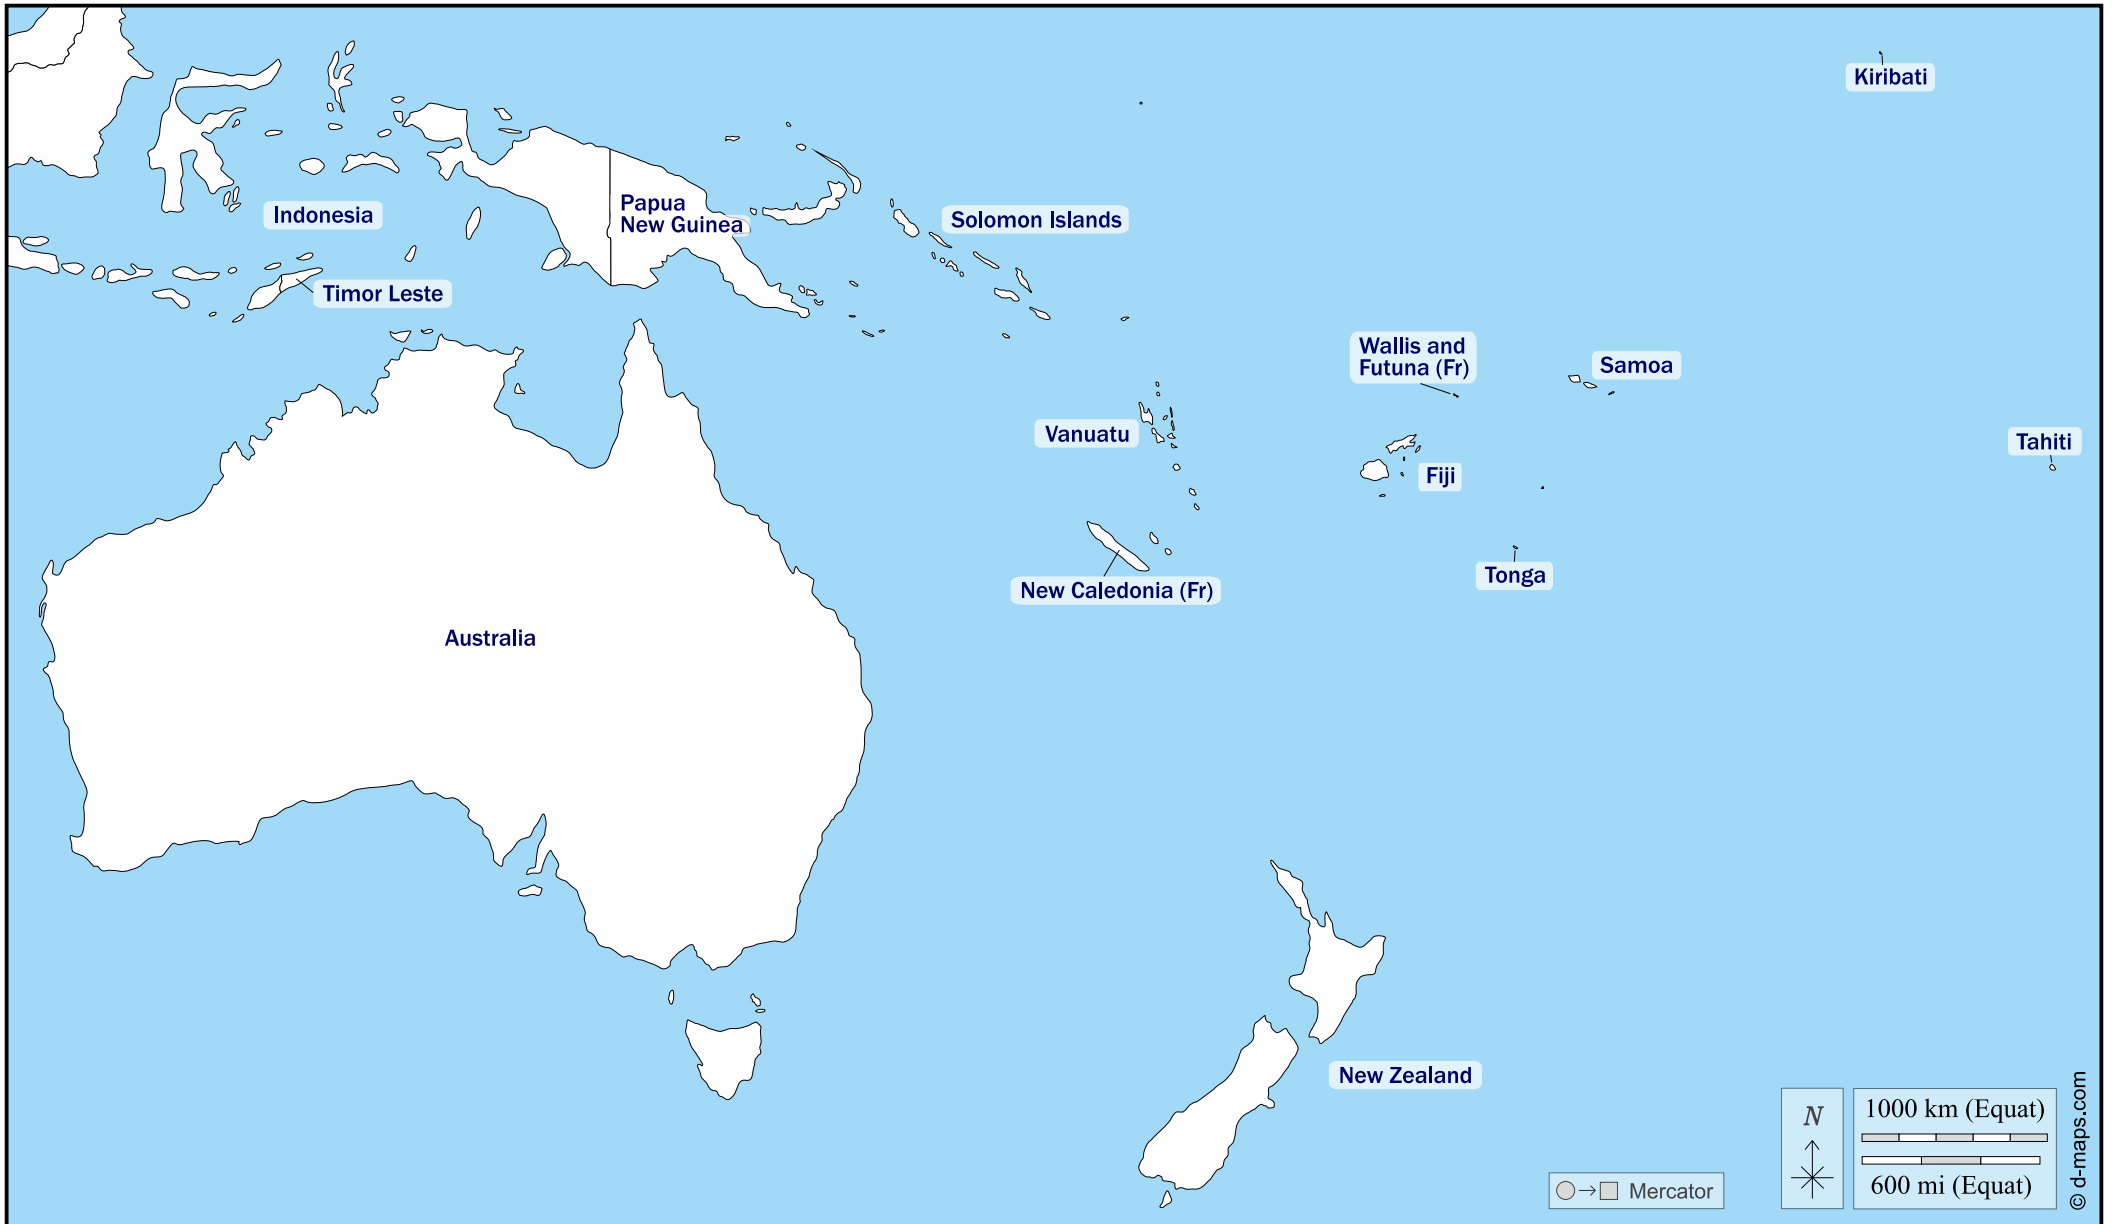 Kiribati
Papua
New Guinea
Indonesia
Solomon Islands
Timor Leste
Wallis and
Futuna (Fr)
Samoa
Vanuatu
Tahiti
Fiji
Tonga
New Caledonia (Fr)
Australia
New Zealand
N
1000 km (Equat)
600 mi (Equat)
Mercator
© d-maps.com